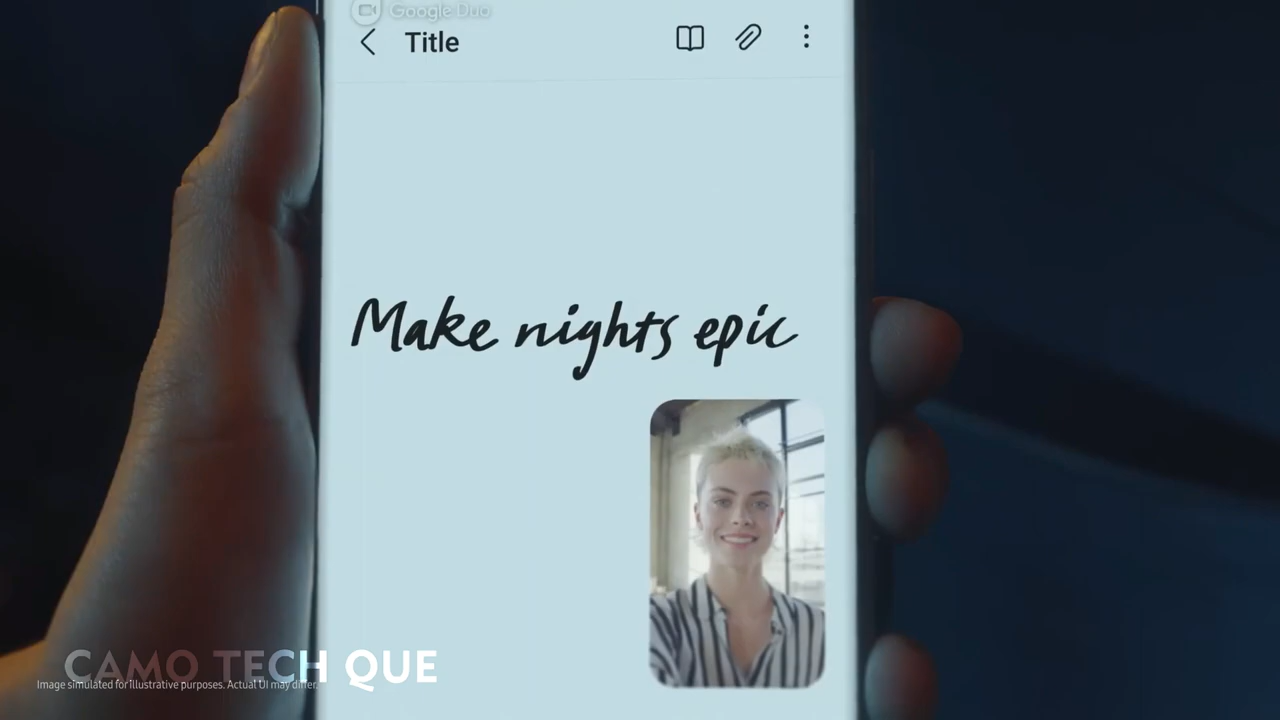 Google Duo
Title
Make nights epic
CAMO TECH QUE
Image simulated for illustrative purposes. Actual UI may differ.